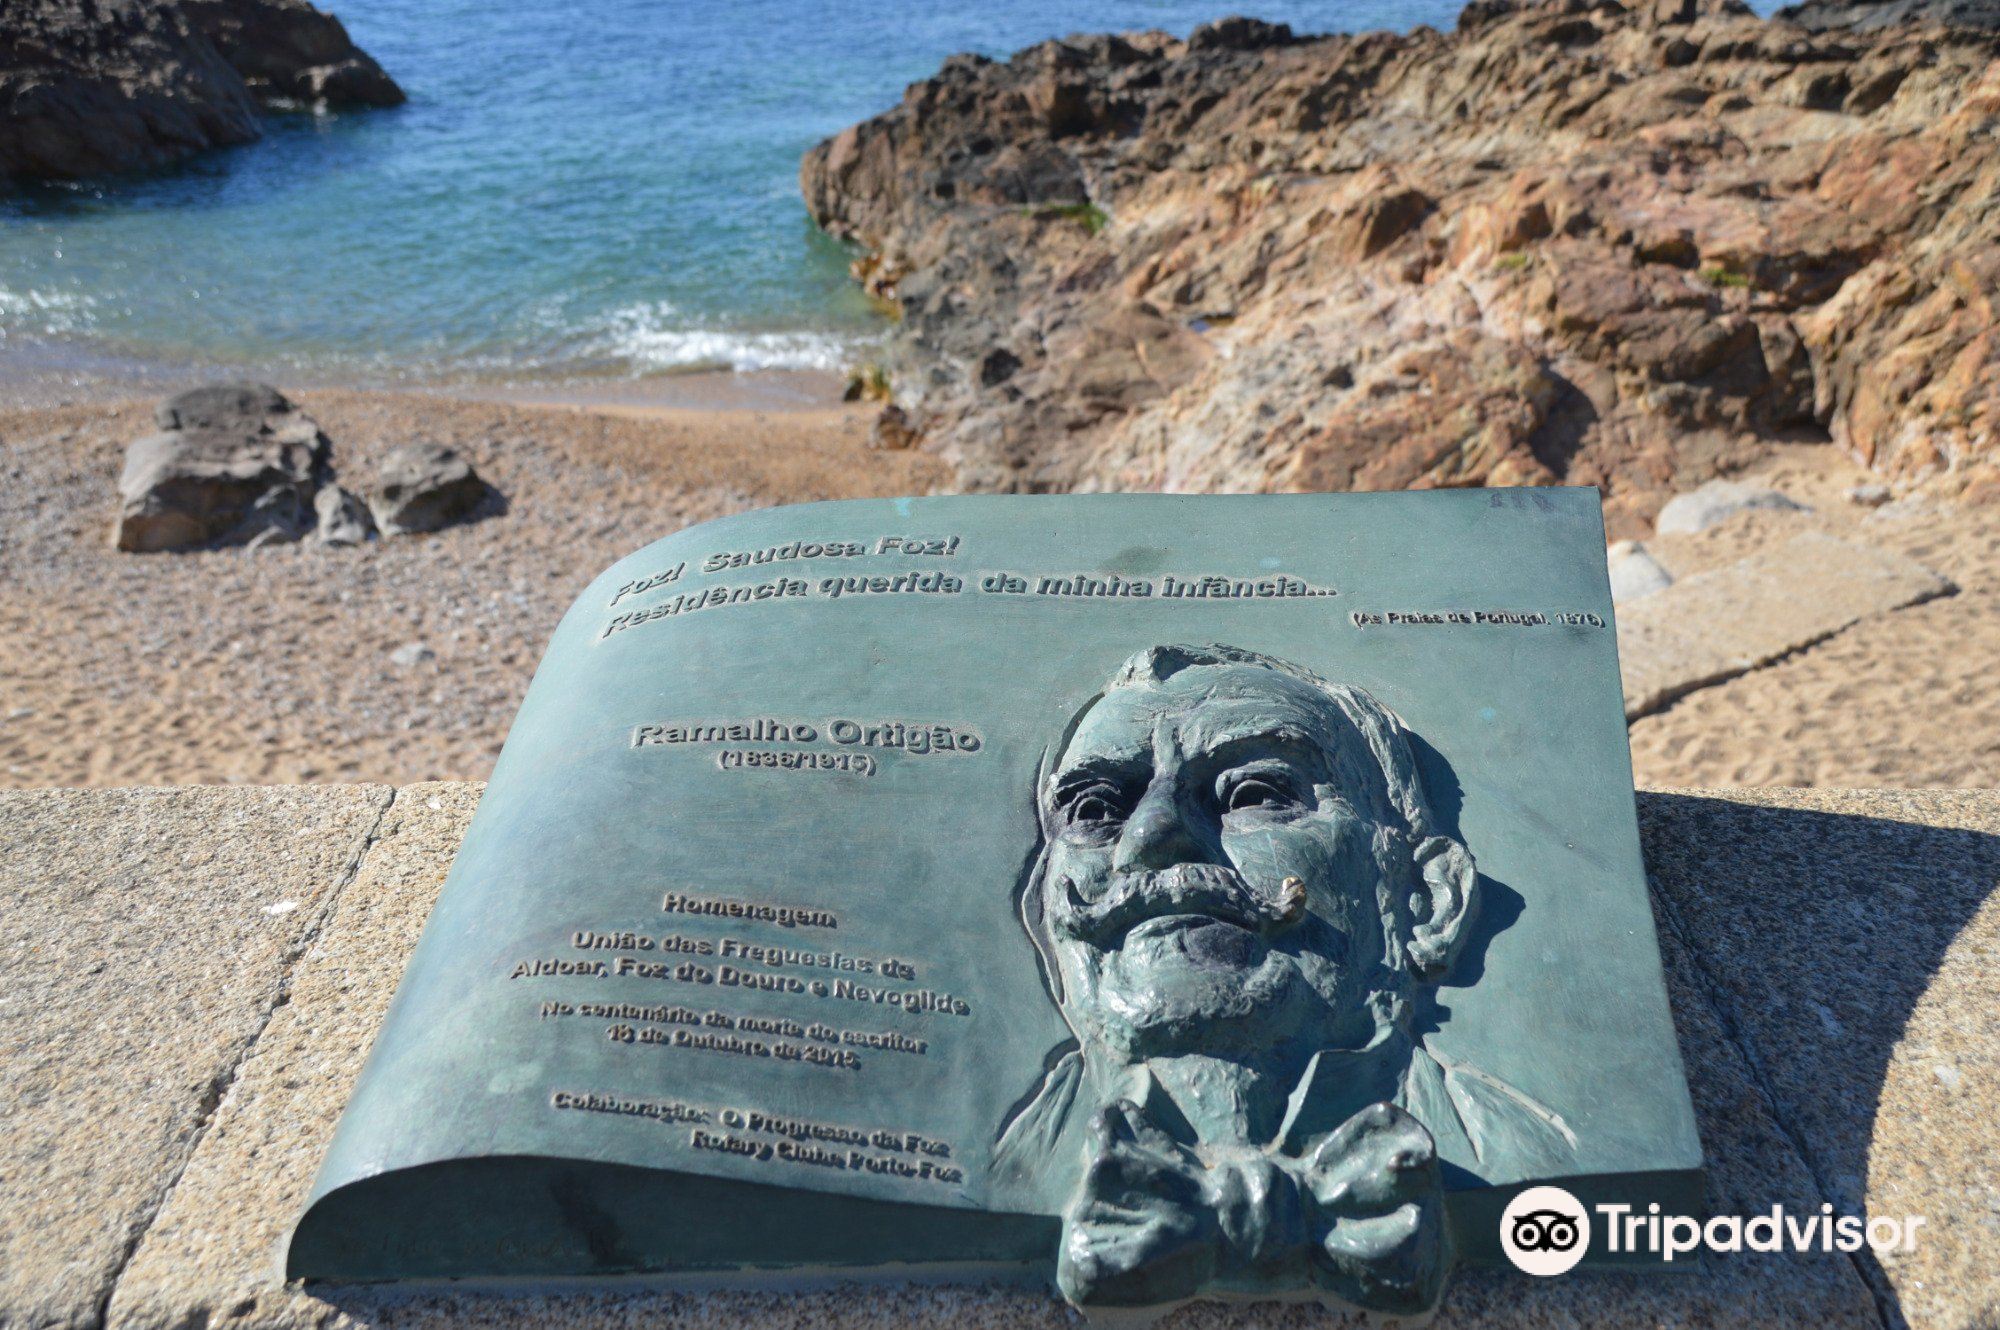 Foz! Saudosa Foz!
Residência querida da minha infância...
(As Praias de Portugal, 1876)
Ramalho Ortigão
(1836/1915)
Homenagem
União das Freguesias de
Aldoar, Foz do Douro e Nevogilde
No centenário da morte do escritor
18 de Outubro de 2015
Colaboração: O Progresso da Foz
Rotary Clube Porto-Foz
Tripadvisor